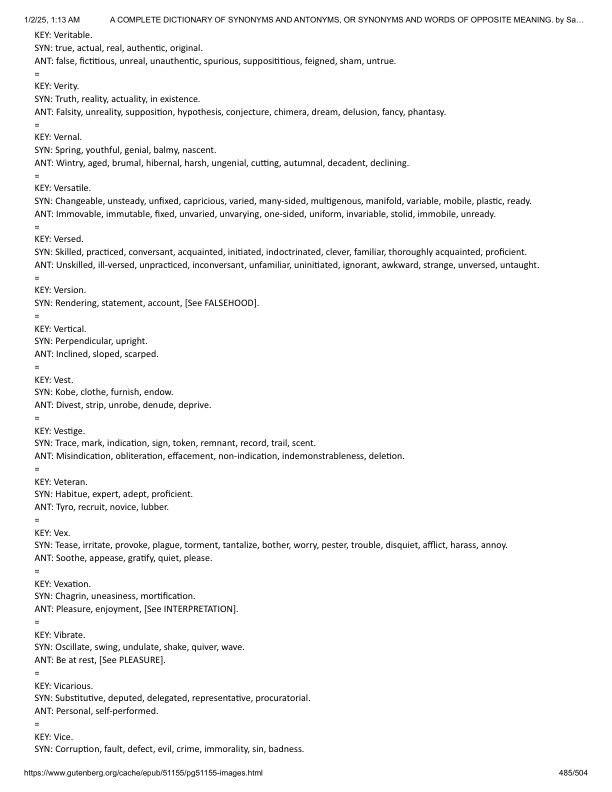 1/2/25, 1:13 AM A COMPLETE DICTIONARY OF SYNONYMS AND ANTONYMS, OR SYNONYMS AND WORDS OF OPPOSITE MEANING. by Sa…
KEY: Veritable.
SYN: true, actual, real, authentic, original.
ANT: false, fictitious, unreal, unauthentic, spurious, supposititious, feigned, sham, untrue.
=
KEY: Verity.
SYN: Truth, reality, actuality, in existence.
ANT: Falsity, unreality, supposition, hypothesis, conjecture, chimera, dream, delusion, fancy, phantasy.
=
KEY: Vernal.
SYN: Spring, youthful, genial, balmy, nascent.
ANT: Wintry, aged, brumal, hibernal, harsh, ungenial, cutting, autumnal, decadent, declining.
=
KEY: Versatile.
SYN: Changeable, unsteady, unfixed, capricious, varied, many-sided, multigenous, manifold, variable, mobile, plastic, ready.
ANT: Immovable, immutable, fixed, unvaried, unvarying, one-sided, uniform, invariable, stolid, immobile, unready.
=
KEY: Versed.
SYN: Skilled, practiced, conversant, acquainted, initiated, indoctrinated, clever, familiar, thoroughly acquainted, proficient.
ANT: Unskilled, ill-versed, unpracticed, inconversant, unfamiliar, uninitiated, ignorant, awkward, strange, unversed, untaught.
=
KEY: Version.
SYN: Rendering, statement, account, [See FALSEHOOD].
=
KEY: Vertical.
SYN: Perpendicular, upright.
ANT: Inclined, sloped, scarped.
=
KEY: Vest.
SYN: Kobe, clothe, furnish, endow.
ANT: Divest, strip, unrobe, denude, deprive.
=
KEY: Vestige.
SYN: Trace, mark, indication, sign, token, remnant, record, trail, scent.
ANT: Misindication, obliteration, effacement, non-indication, indemonstrableness, deletion.
=
KEY: Veteran.
SYN: Habitue, expert, adept, proficient.
ANT: Tyro, recruit, novice, lubber.
=
KEY: Vex.
SYN: Tease, irritate, provoke, plague, torment, tantalize, bother, worry, pester, trouble, disquiet, afflict, harass, annoy.
ANT: Soothe, appease, gratify, quiet, please.
=
KEY: Vexation.
SYN: Chagrin, uneasiness, mortification.
ANT: Pleasure, enjoyment, [See INTERPRETATION].
=
KEY: Vibrate.
SYN: Oscillate, swing, undulate, shake, quiver, wave.
ANT: Be at rest, [See PLEASURE].
=
KEY: Vicarious.
SYN: Substitutive, deputed, delegated, representative, procuratorial.
ANT: Personal, self-performed.
=
KEY: Vice.
SYN: Corruption, fault, defect, evil, crime, immorality, sin, badness.
https://www.gutenberg.org/cache/epub/51155/pg51155-images.html 485/504